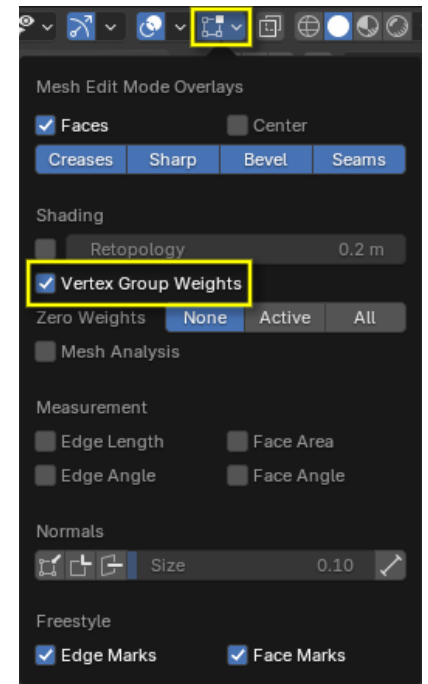 Mesh Edit Mode Overlays
Faces Center
Creases Sharp Bevel Seams
Shading
Retopology 0.2 m
Vertex Group Weights
Zero Weights None Active All
Mesh Analysis
Measurement
Edge Length Face Area
Edge Angle Face Angle
Normals
Size 0.10
Freestyle
Edge Marks Face Marks